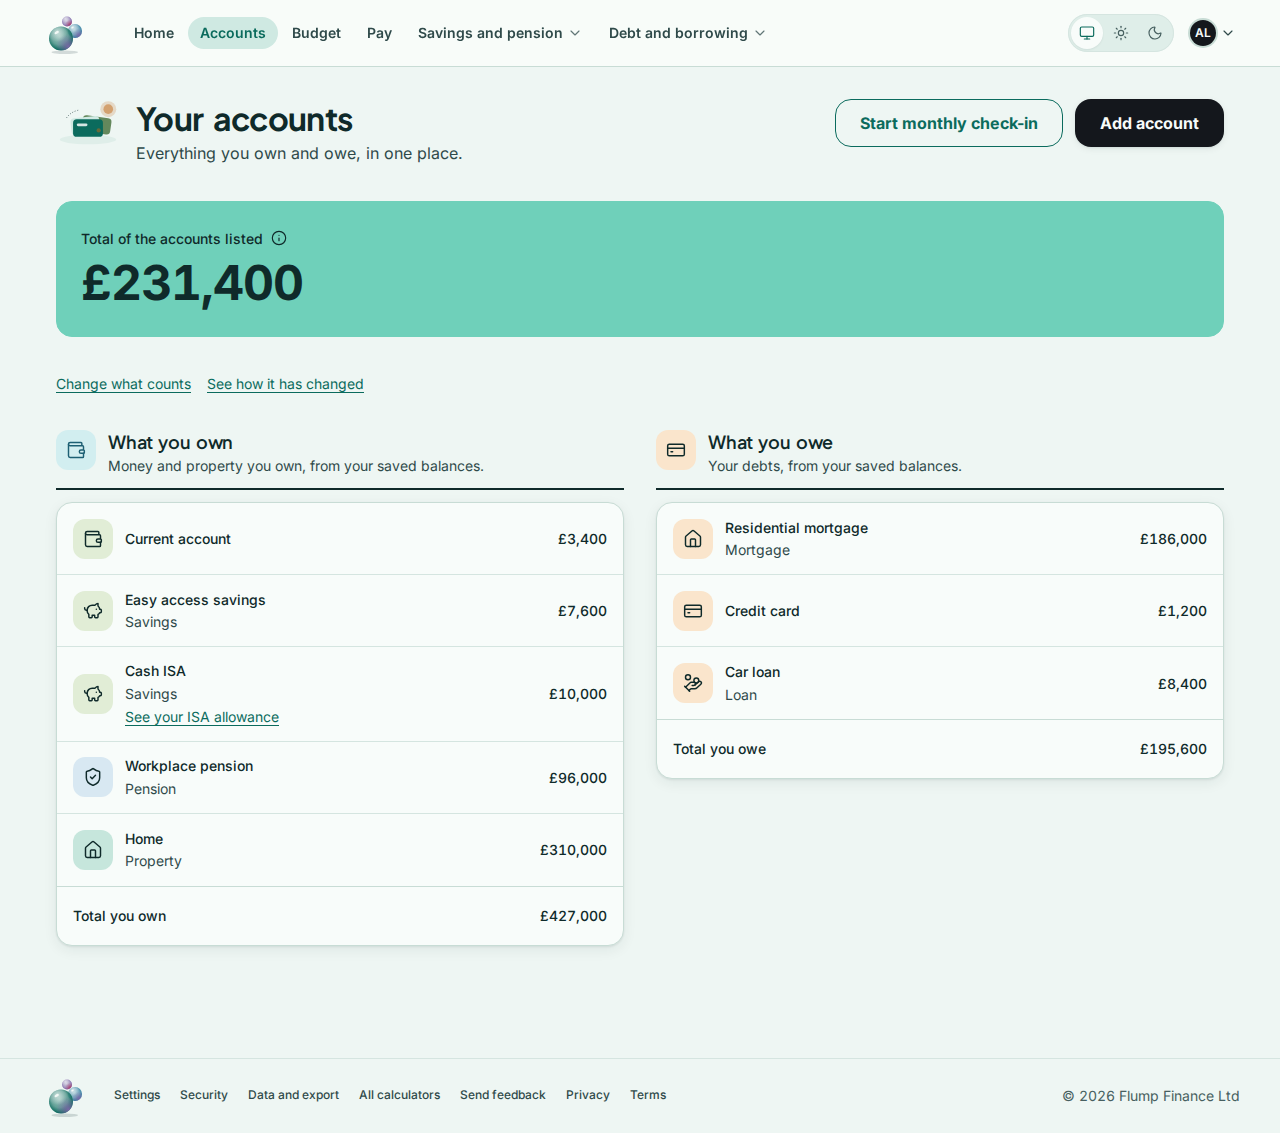 Home
Accounts
Budget
Pay
Savings and pension
Debt and borrowing
AL
Your accounts
Everything you own and owe, in one place.
Start monthly check-in
Add account
Total of the accounts listed
£231,400
Change what counts
See how it has changed
What you own
Money and property you own, from your saved balances.
Current account
£3,400
Easy access savings
Savings
£7,600
Cash ISA
Savings
See your ISA allowance
£10,000
Workplace pension
Pension
£96,000
Home
Property
£310,000
Total you own
£427,000
What you owe
Your debts, from your saved balances.
Residential mortgage
Mortgage
£186,000
Credit card
£1,200
Car loan
Loan
£8,400
Total you owe
£195,600
Settings
Security
Data and export
All calculators
Send feedback
Privacy
Terms
© 2026 Flump Finance Ltd